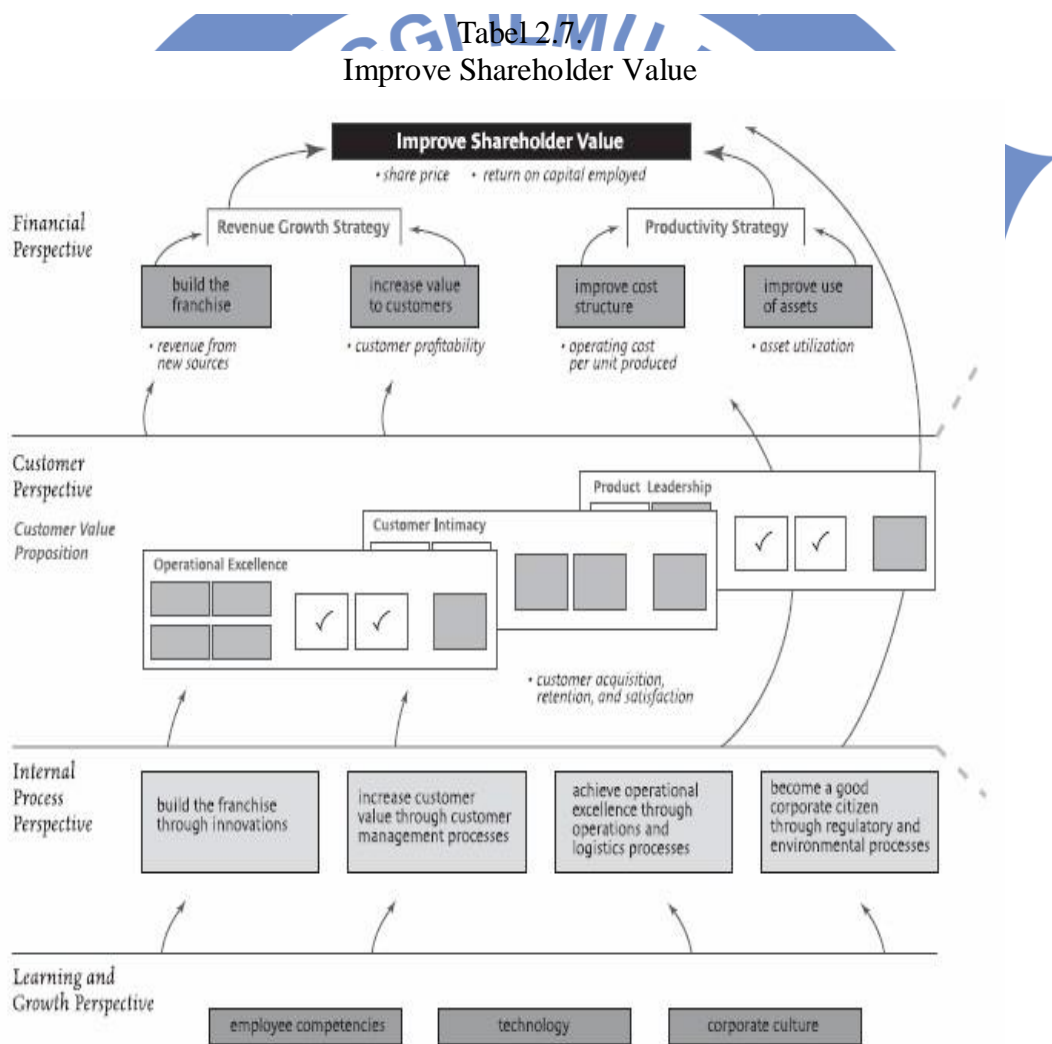 Tabel 2.7.
Improve Shareholder Value
Improve Shareholder Value
• share price • return on capital employed
Financial
Perspective
Revenue Growth Strategy
Productivity Strategy
build the
franchise
increase value
to customers
improve cost
structure
improve use
of assets
• revenue from
new sources
• customer profitability
• operating cost
per unit produced
• asset utilization
Customer
Perspective
Customer Value
Proposition
Product Leadership
Customer Intimacy
Operational Excellence
✓ ✓
✓ ✓
• customer acquisition,
retention, and satisfaction
Internal
Process
Perspective
build the franchise
through innovations
increase customer
value through customer
management processes
achieve operational
excellence through
operations and
logistics processes
become a good
corporate citizen
through regulatory and
environmental processes
Learning and
Growth Perspective
employee competencies
technology
corporate culture